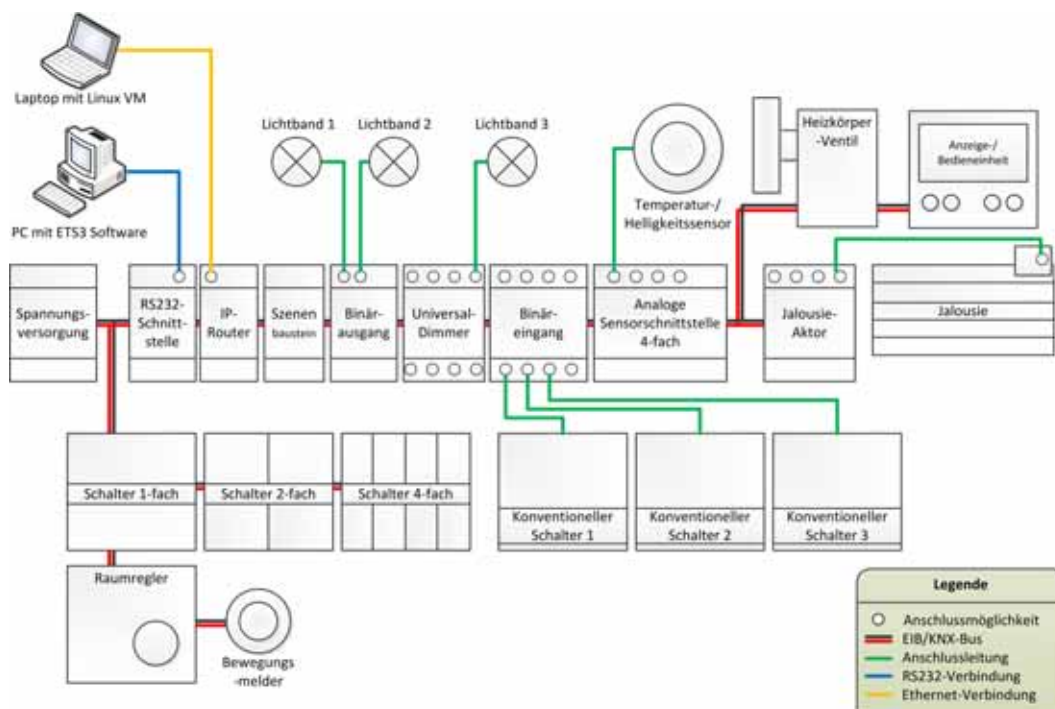 Laptop mit Linux VM
PC mit ETS3 Software
Lichtband 1
Lichtband 2
Lichtband 3
Temperatur-/
Helligkeitssensor
Heizkörper
-Ventil
Anzeige-/
Bedieneinheit
Spannungs-
versorgung
RS232-
Schnitt-
stelle
IP-
Router
Szenen
baustein
Binär-
ausgang
Universal-
Dimmer
Binär-
eingang
Analoge
Sensorschnittstelle
4-fach
Jalousie-
Aktor
Jalousie
Schalter 1-fach
Schalter 2-fach
Schalter 4-fach
Konventioneller
Schalter 1
Konventioneller
Schalter 2
Konventioneller
Schalter 3
Raumregler
Bewegungs
-melder
Legende
Anschlussmöglichkeit
EIB/KNX-Bus
Anschlussleitung
RS232-Verbindung
Ethernet-Verbindung